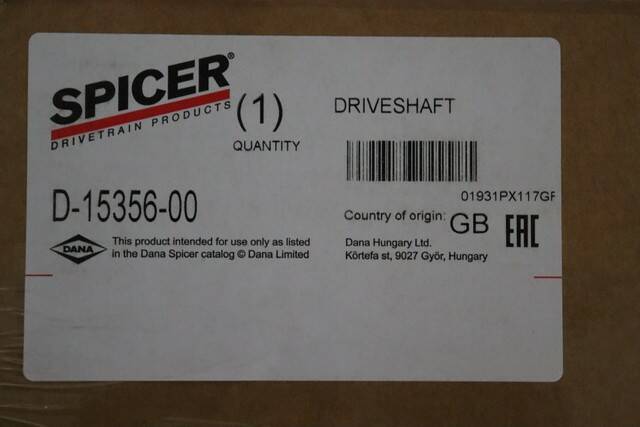 SPICER®
DRIVETRAIN PRODUCTS
(1)
QUANTITY
DRIVESHAFT
01931PX117GF
D-15356-00
Country of origin: GB
EAC
DANA
This product intended for use only as listed
in the Dana Spicer catalog © Dana Limited
Dana Hungary Ltd.
Körtefa st, 9027 Győr, Hungary